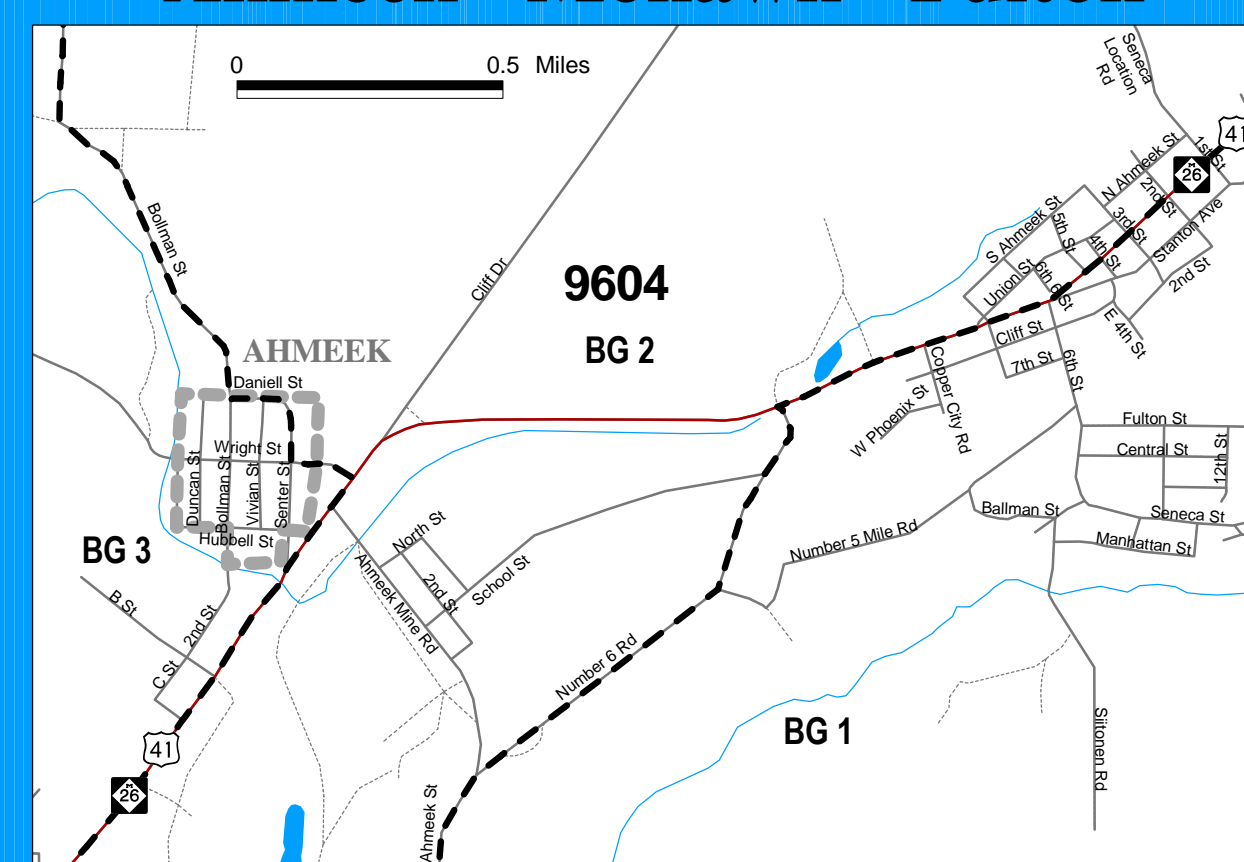 0 0.5 Miles
Seneca
Location
Rd
41
M
26
1st St
N Ahmeek St
2nd St
3rd St
Stanton Ave
S Ahmeek St
5th St
4th St
2nd St
Union St
6th St
E 4th St
Bollman St
Cliff Dr
9604
BG 2
Cliff St
7th St
6th St
Copper City Rd
W Phoenix St
AHMEEK
Daniell St
Wright St
Duncan St
Bollman St
Vivian St
Senter St
Hubbell St
Fulton St
Central St
12th St
Seneca St
Ballman St
Manhattan St
Number 5 Mile Rd
North St
2nd St
School St
Ahmeek Mine Rd
BG 3
B St
2nd St
C St
Number 6 Rd
BG 1
Siitonen Rd
41
M
26
Ahmeek St